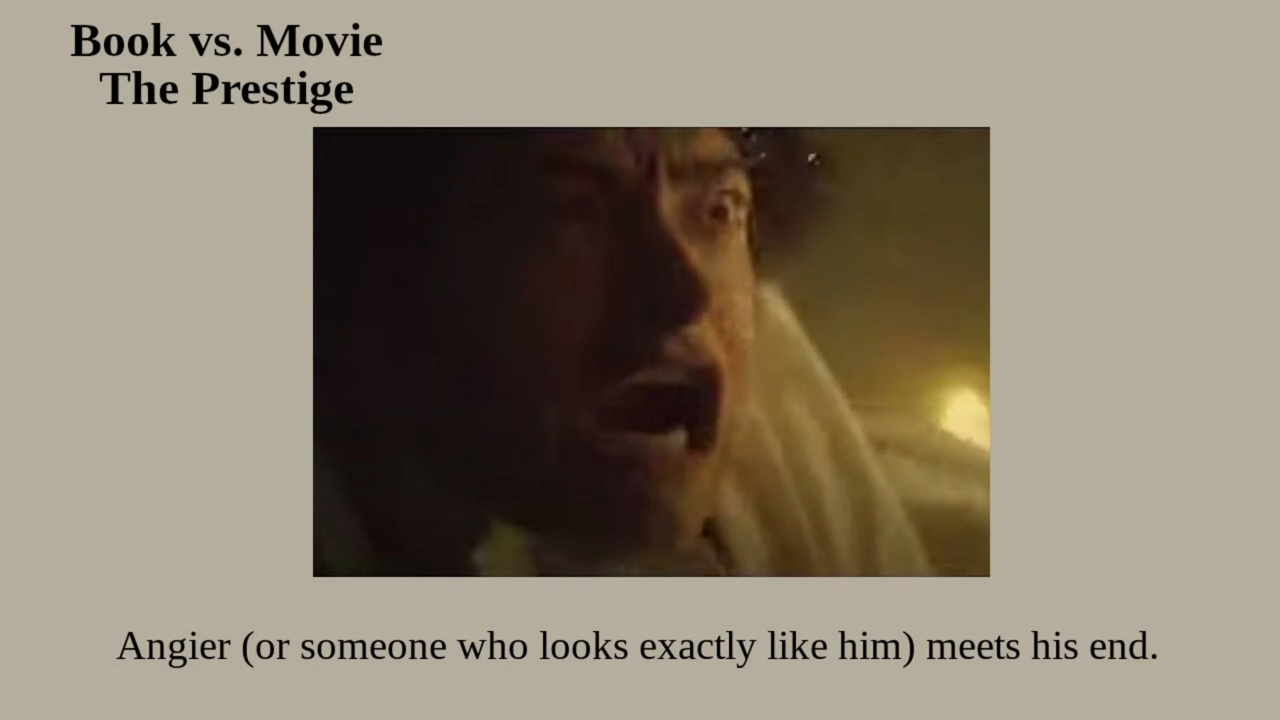 Book vs. Movie
The Prestige
Angier (or someone who looks exactly like him) meets his end.